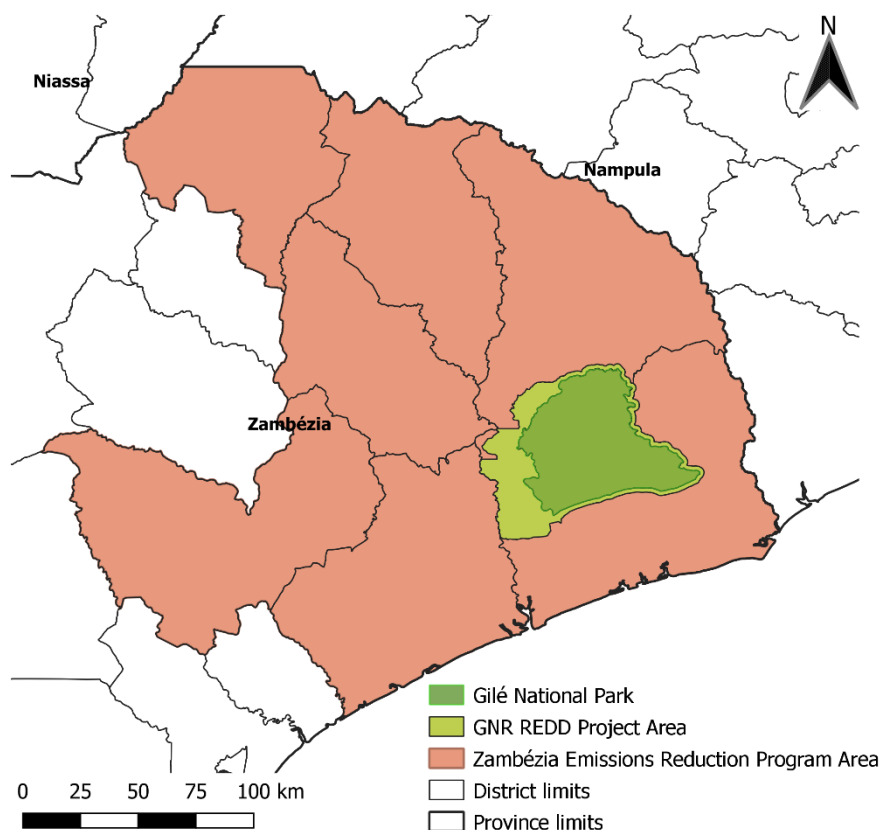 N
Niassa
Nampula
Zambézia
Gilé National Park
GNR REDD Project Area
Zambézia Emissions Reduction Program Area
District limits
Province limits
0 25 50 75 100 km